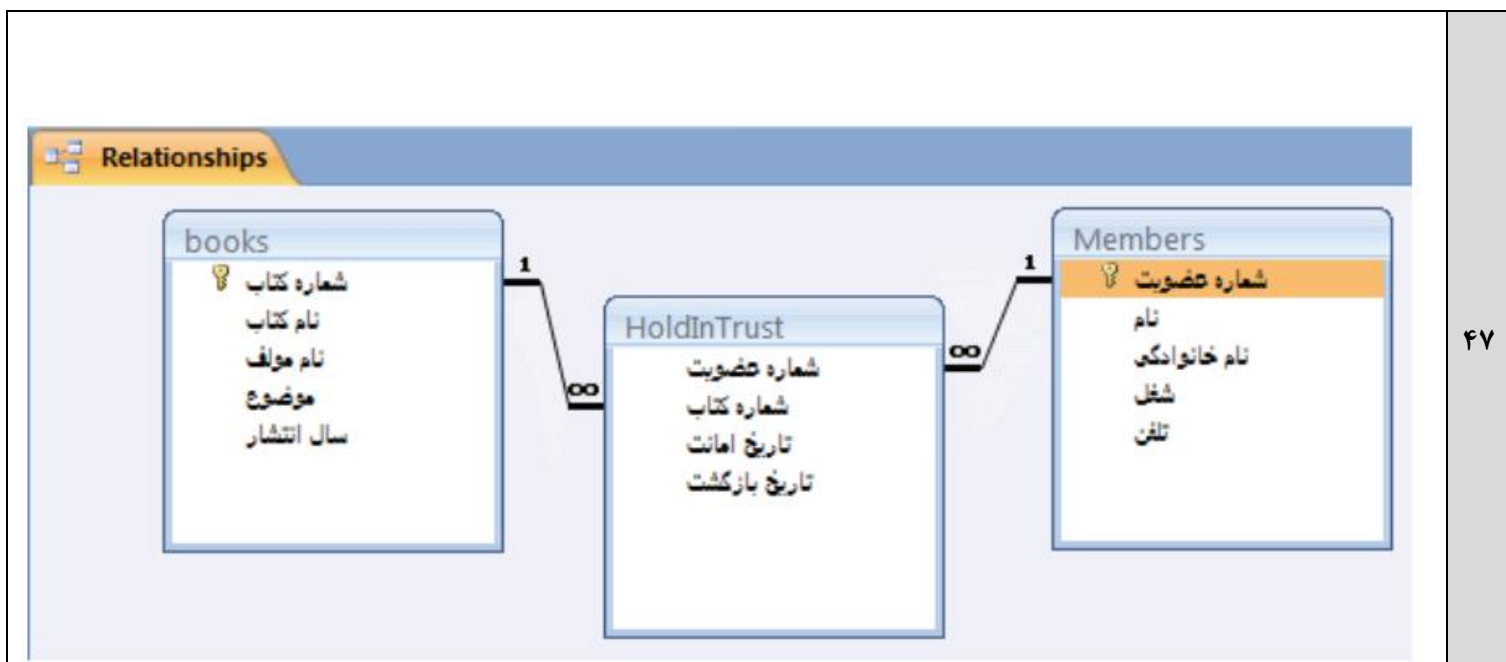 Relationships
books
شماره کتاب
نام کتاب
نام مولف
موضوع
سال انتشار
1
∞
HoldInTrust
شماره عضویت
شماره کتاب
تاریخ امانت
تاریخ بازگشت
∞
1
Members
شماره عضویت
نام
نام خانوادگی
شغل
تلفن
۴۷